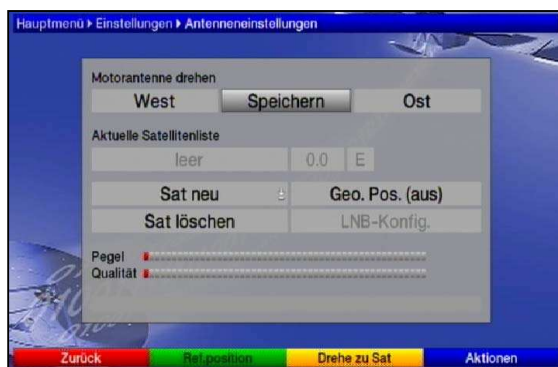 Hauptmenü ▸ Einstellungen ▸ Antenneneinstellungen
Motorantenne drehen
West Speichern Ost
Aktuelle Satellitenliste
leer 0.0 E
Sat neu Geo. Pos. (aus)
Sat löschen LNB-Konfig.
Pegel
Qualität
Zurück Ref.position Drehe zu Sat Aktionen